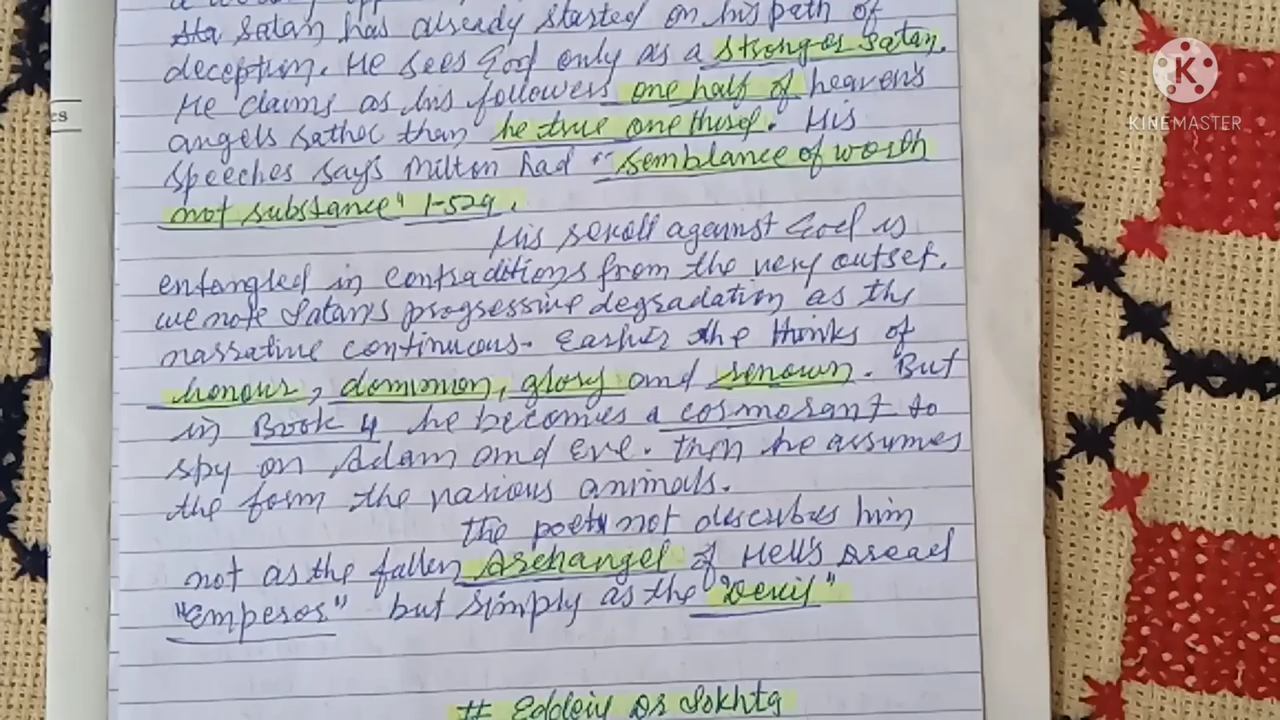 Satan has already started on his path of
deception. He sees God only as a stronger satan.
He claims as his followers one half of heaven's
angels rather than he true one third. His
speeches says Milton had "semblance of worth
not substance" 1-529.
His revolt against God is
entangled in contraditions from the very outset.
we note Satan's progressive degradation as the
narrative continuous. Earlier the thinks of
honour, dominion, glory and renown. But
in Book 4 he becomes a cosmorant to
spy on Adam and Eve. then he assumes
the form the various animals.
the poet not describes him
not as the fallen Archangel of Hell's dread
"Emperor" but simply as the "Devil"
#
KINEMASTER
K
es